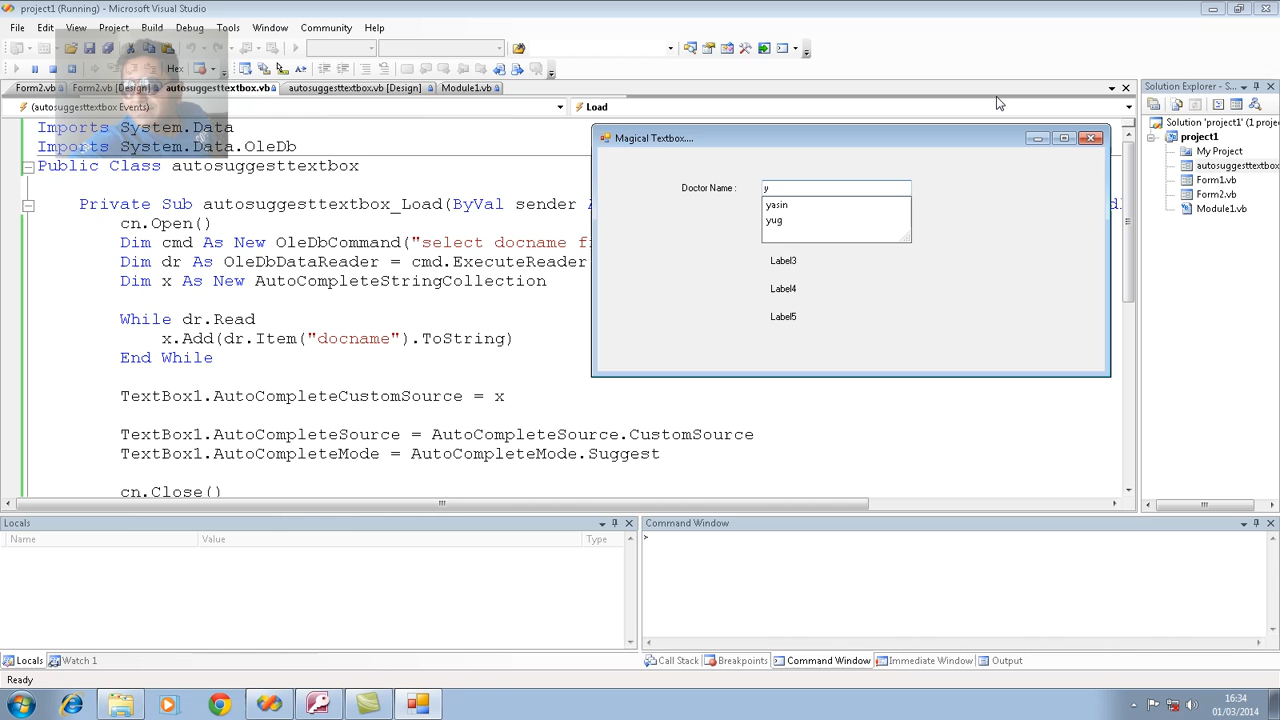 project1 (Running) - Microsoft Visual Studio
File Edit View Project Build Debug Tools Window Community Help
Hex
Form2.vb Form2.vb [Design] autosuggesttextbox.vb autosuggesttextbox.vb [Design] Module1.vb
(autosuggesttextbox Events) Load
Imports System.Data
Imports System.Data.OleDb
Public Class autosuggesttextbox
Private Sub autosuggesttextbox_Load(ByVal sender
cn.Open()
Dim cmd As New OleDbCommand("select docname f
Dim dr As OleDbDataReader = cmd.ExecuteReader
Dim x As New AutoCompleteStringCollection
While dr.Read
x.Add(dr.Item("docname").ToString)
End While
TextBox1.AutoCompleteCustomSource = x
TextBox1.AutoCompleteSource = AutoCompleteSource.CustomSource
TextBox1.AutoCompleteMode = AutoCompleteMode.Suggest
cn.Close()
Magical Textbox....
Doctor Name : y
yasin
yug
Label3
Label4
Label5
Solution Explorer -
Solution 'project1' (1 proje
project1
My Project
autosuggesttextbox
Form1.vb
Form2.vb
Module1.vb
Locals
Name Value Type
Locals Watch 1
Command Window
>
Call Stack Breakpoints Command Window Immediate Window Output
Ready
16:34
01/03/2014